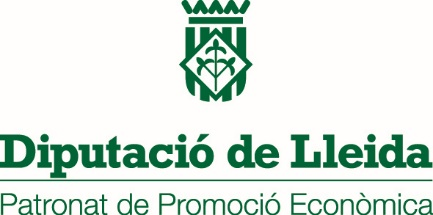 Diputació de Lleida
Patronat de Promoció Econòmica